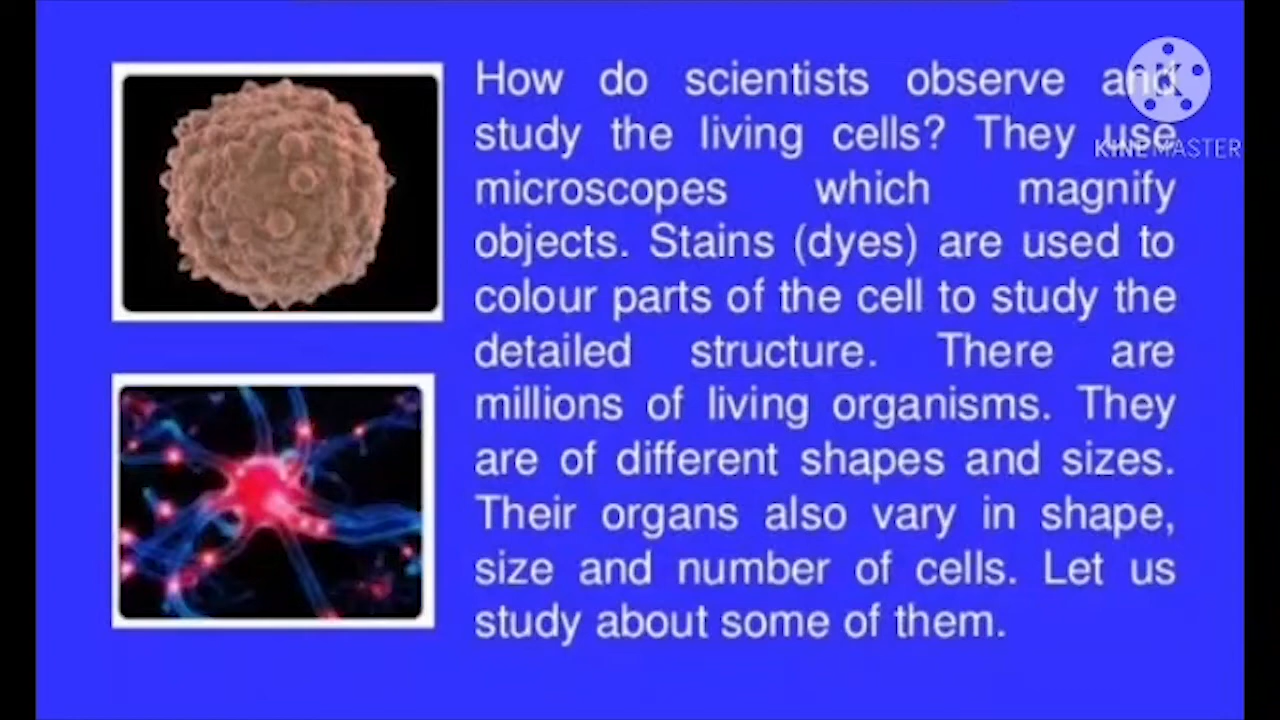 How do scientists observe and
study the living cells? They use
microscopes which magnify
objects. Stains (dyes) are used to
colour parts of the cell to study the
detailed structure. There are
millions of living organisms. They
are of different shapes and sizes.
Their organs also vary in shape,
size and number of cells. Let us
study about some of them.
K
KINEMASTER